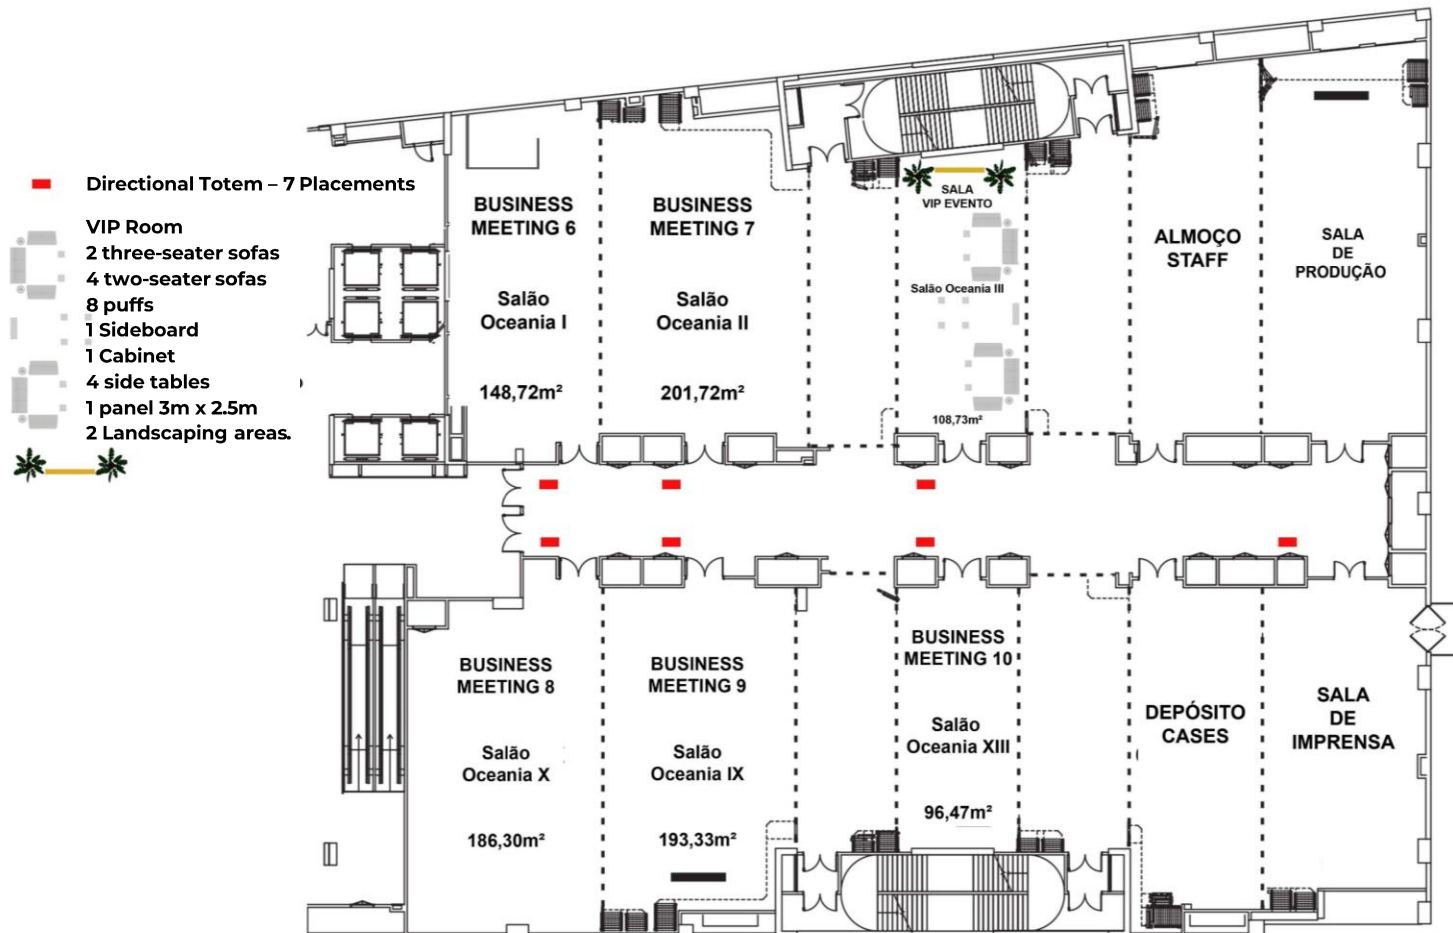 Directional Totem – 7 Placements
VIP Room
2 three-seater sofas
4 two-seater sofas
8 puffs
1 Sideboard
1 Cabinet
4 side tables
1 panel 3m x 2.5m
2 Landscaping areas.
BUSINESS
MEETING 6
Salão
Oceania I
148,72m²
BUSINESS
MEETING 7
Salão
Oceania II
201,72m²
SALA
VIP EVENTO
Salão Oceania III
108,73m²
ALMOÇO
STAFF
SALA
DE
PRODUÇÃO
BUSINESS
MEETING 8
Salão
Oceania X
186,30m²
BUSINESS
MEETING 9
Salão
Oceania IX
193,33m²
BUSINESS
MEETING 10
Salão
Oceania XIII
96,47m²
DEPÓSITO
CASES
SALA
DE
IMPRENSA